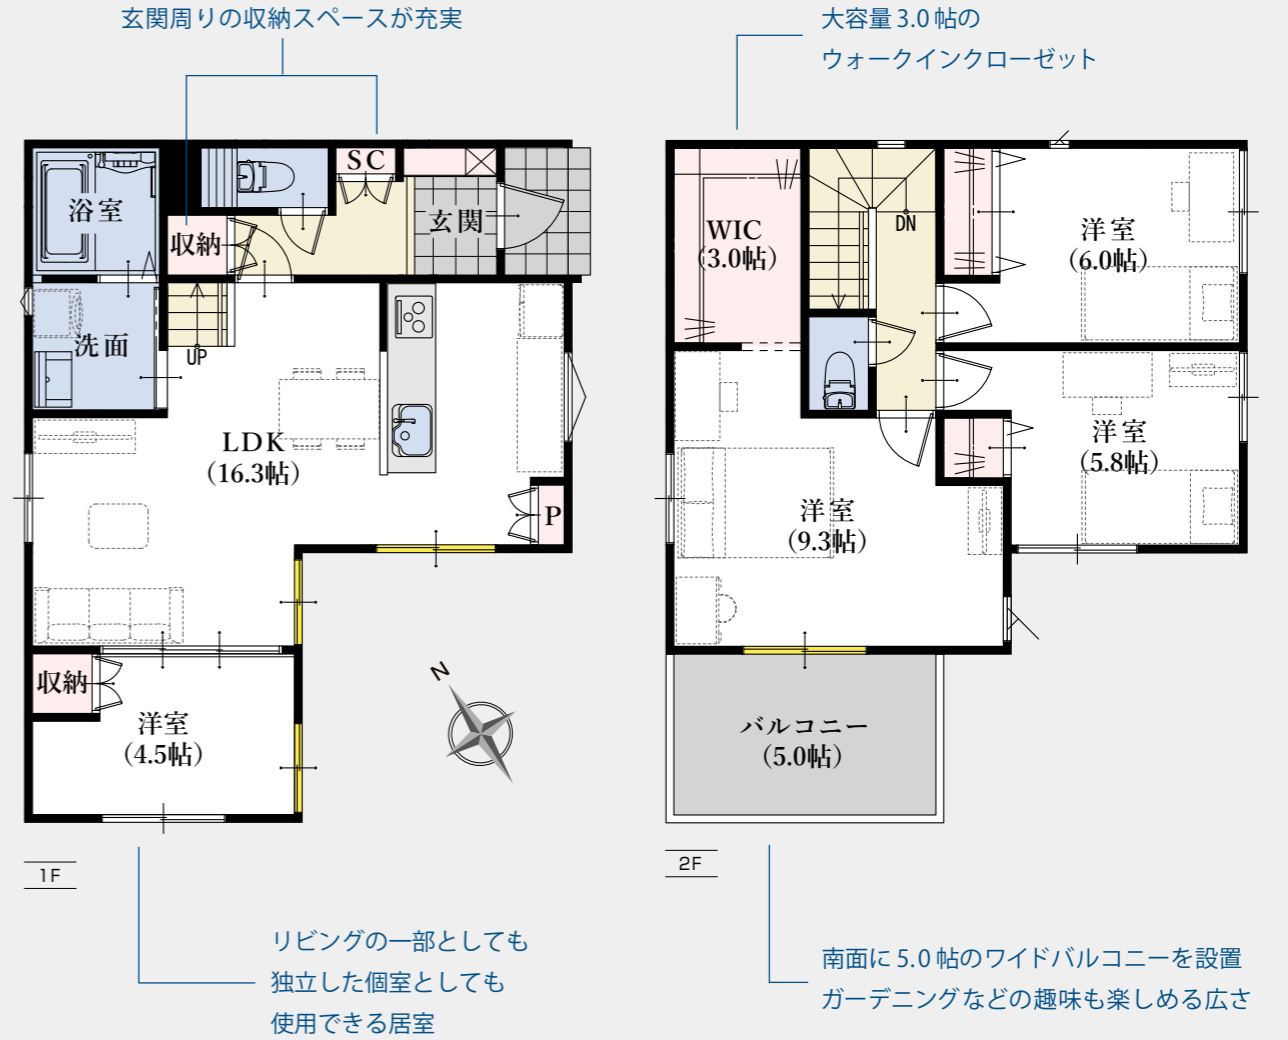 玄関周りの収納スペースが充実
大容量3.0帖の
ウォークインクローゼット
浴室
SC
玄関
収納
洗面
UP
LDK
(16.3帖)
P
収納
洋室
(4.5帖)
N
1F
WIC
(3.0帖)
DN
洋室
(6.0帖)
洋室
(5.8帖)
洋室
(9.3帖)
バルコニー
(5.0帖)
2F
リビングの一部としても
独立した個室としても
使用できる居室
南面に5.0帖のワイドバルコニーを設置
ガーデニングなどの趣味も楽しめる広さ